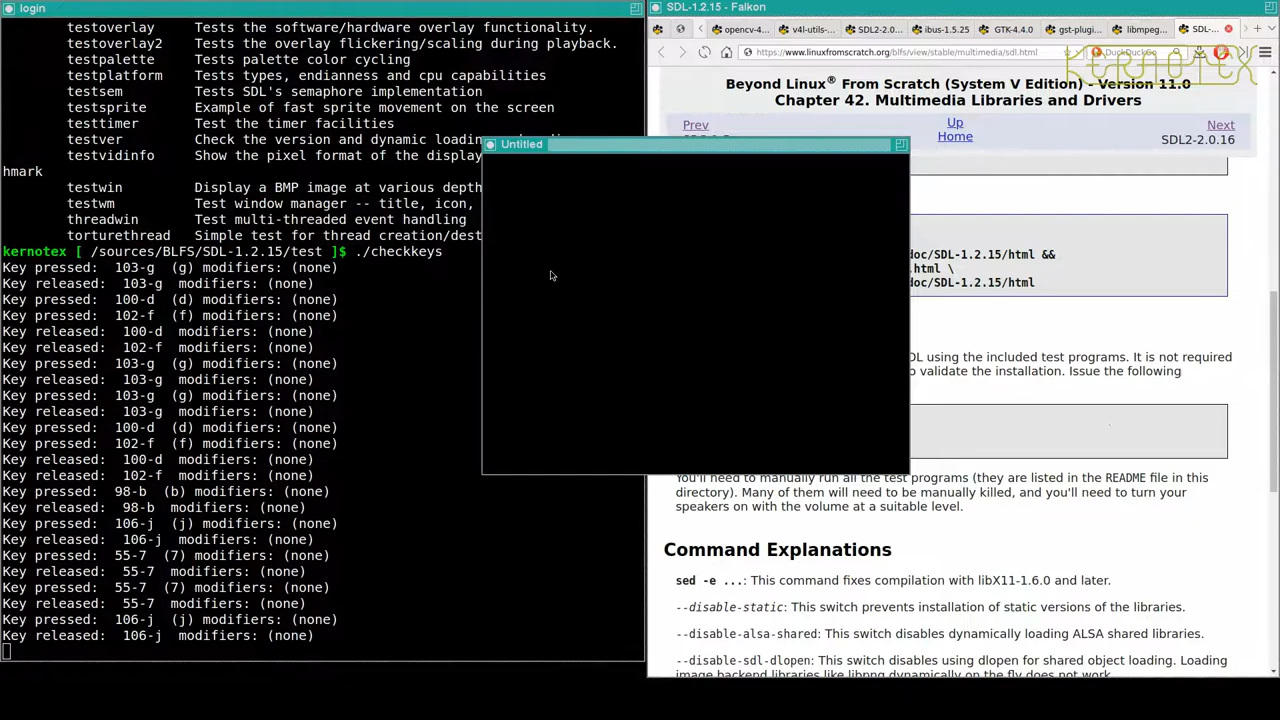 login
testoverlay Tests the software/hardware overlay functionality.
testoverlay2 Tests the overlay flickering/scaling during playback.
testpalette Tests palette color cycling
testplatform Tests types, endianness and cpu capabilities
testsem Tests SDL's semaphore implementation
testsprite Example of fast sprite movement on the screen
testtimer Test the timer facilities
testver Check the version and dynamic loading
testvidinfo Show the pixel format of the display
hmark
testwin Display a BMP image at various depth
testwm Test window manager -- title, icon,
threadwin Test multi-threaded event handling
torturethread Simple test for thread creation/dest
kernotex [ /sources/BLFS/SDL-1.2.15/test ]$ ./checkkeys
Key pressed: 103-g (g) modifiers: (none)
Key released: 103-g modifiers: (none)
Key pressed: 100-d (d) modifiers: (none)
Key pressed: 102-f (f) modifiers: (none)
Key released: 100-d modifiers: (none)
Key released: 102-f modifiers: (none)
Key pressed: 103-g (g) modifiers: (none)
Key released: 103-g modifiers: (none)
Key pressed: 103-g (g) modifiers: (none)
Key released: 103-g modifiers: (none)
Key pressed: 100-d (d) modifiers: (none)
Key pressed: 102-f (f) modifiers: (none)
Key released: 100-d modifiers: (none)
Key released: 102-f modifiers: (none)
Key pressed: 98-b (b) modifiers: (none)
Key released: 98-b modifiers: (none)
Key pressed: 106-j (j) modifiers: (none)
Key released: 106-j modifiers: (none)
Key pressed: 55-7 (7) modifiers: (none)
Key released: 55-7 modifiers: (none)
Key pressed: 55-7 (7) modifiers: (none)
Key released: 55-7 modifiers: (none)
Key pressed: 106-j (j) modifiers: (none)
Key released: 106-j modifiers: (none)
Untitled
SDL-1.2.15 - Falkon
opencv-4... v4l-utils-... SDL2-2.0... ibus-1.5.25 GTK-4.4.0 gst-plugi... libmpeg... SDL-...
https://www.linuxfromscratch.org/blfs/view/stable/multimedia/sdl.html DuckDuckGo
KERNOTEX
Beyond Linux® From Scratch (System V Edition) - Version 11.0
Chapter 42. Multimedia Libraries and Drivers
Prev Up Next
Home SDL2-2.0.16
doc/SDL-1.2.15/html &&
.html \
doc/SDL-1.2.15/html
DL using the included test programs. It is not required
o validate the installation. Issue the following
You'll need to manually run all the test programs (they are listed in the README file in this
directory). Many of them will need to be manually killed, and you'll need to turn your
speakers on with the volume at a suitable level.
Command Explanations
sed -e ...: This command fixes compilation with libX11-1.6.0 and later.
--disable-static: This switch prevents installation of static versions of the libraries.
--disable-alsa-shared: This switch disables dynamically loading ALSA shared libraries.
--disable-sdl-dlopen: This switch disables using dlopen for shared object loading. Loading
image backend libraries like libpng dynamically on the fly does not work.